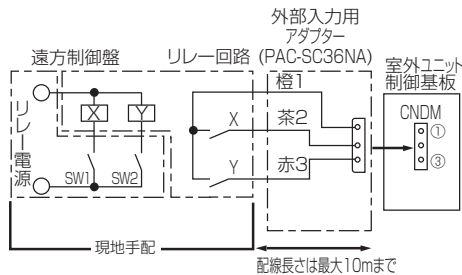 外部入力用
アダプター
遠方制御盤 リレー回路 (PAC-SC36NA)
室外ユニット
制御基板
橙1
リレー電源
X Y
X
茶2
CNDM
①
Y
赤3
③
SW1 SW2
現地手配
配線長さは最大10mまで